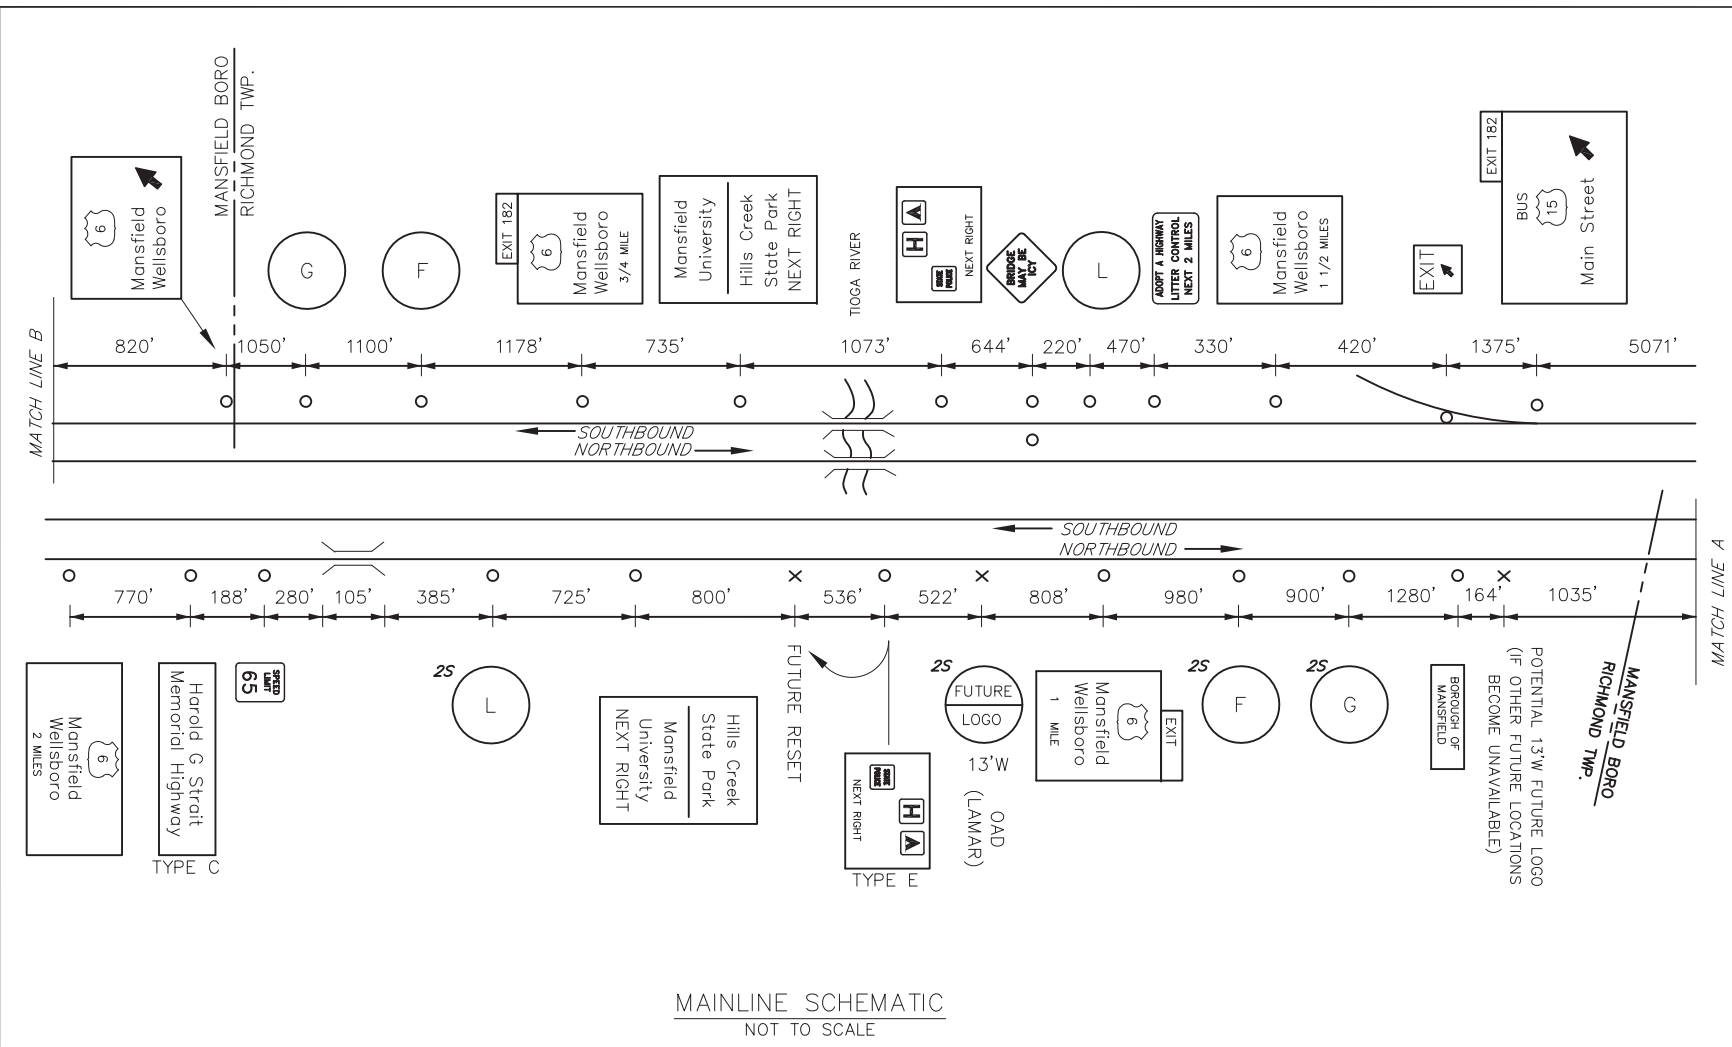 MANSFIELD BORO
RICHMOND TWP.
6
Mansfield
Wellsboro
G
F
EXIT 182
6
Mansfield
Wellsboro
3/4 MILE
Mansfield
University
Hills Creek
State Park
NEXT RIGHT
TIOGA RIVER
H
STATE
POLICE
NEXT RIGHT
BRIDGE
MAY BE
ICY
L
ADOPT A HIGHWAY
LITTER CONTROL
NEXT 2 MILES
6
Mansfield
Wellsboro
1 1/2 MILES
EXIT
EXIT 182
BUS
15
Main Street
MATCH LINE B
820' 1050' 1100' 1178' 735' 1073' 644' 220' 470' 330' 420' 1375' 5071'
SOUTHBOUND
NORTHBOUND
SOUTHBOUND
NORTHBOUND
MATCH LINE A
770' 188' 280' 105' 385' 725' 800' 536' 522' 808' 980' 900' 1280' 164' 1035'
6
Mansfield
Wellsboro
2 MILES
Harold G Strait
Memorial Highway
TYPE C
SPEED
LIMIT
65
2S
L
Hills Creek
State Park
Mansfield
University
NEXT RIGHT
FUTURE RESET
STATE
POLICE
H
NEXT RIGHT
TYPE E
2S
FUTURE
LOGO
13'W
OAD
(LAMAR)
EXIT
6
Mansfield
Wellsboro
1 MILE
2S
F
2S
G
BOROUGH OF
MANSFIELD
POTENTIAL 13'W FUTURE LOGO
(IF OTHER FUTURE LOCATIONS
BECOME UNAVAILABLE)
MANSFIELD BORO
RICHMOND TWP.
MAINLINE SCHEMATIC
NOT TO SCALE